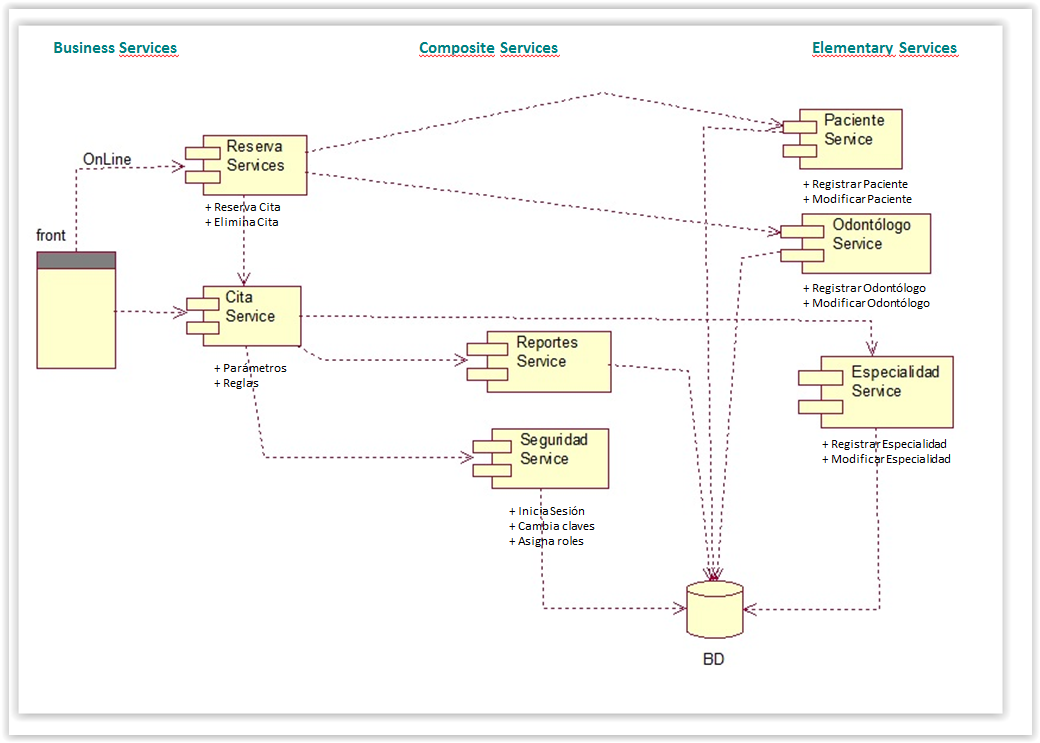 Business Services
Composite Services
Elementary Services
OnLine
front
Reserva
Services
+ Reserva Cita
+ Elimina Cita
Cita
Service
+ Parámetros
+ Reglas
Reportes
Service
Seguridad
Service
+ Inicia Sesión
+ Cambia claves
+ Asigna roles
Paciente
Service
+ Registrar Paciente
+ Modificar Paciente
Odontólogo
Service
+ Registrar Odontólogo
+ Modificar Odontólogo
Especialidad
Service
+ Registrar Especialidad
+ Modificar Especialidad
BD